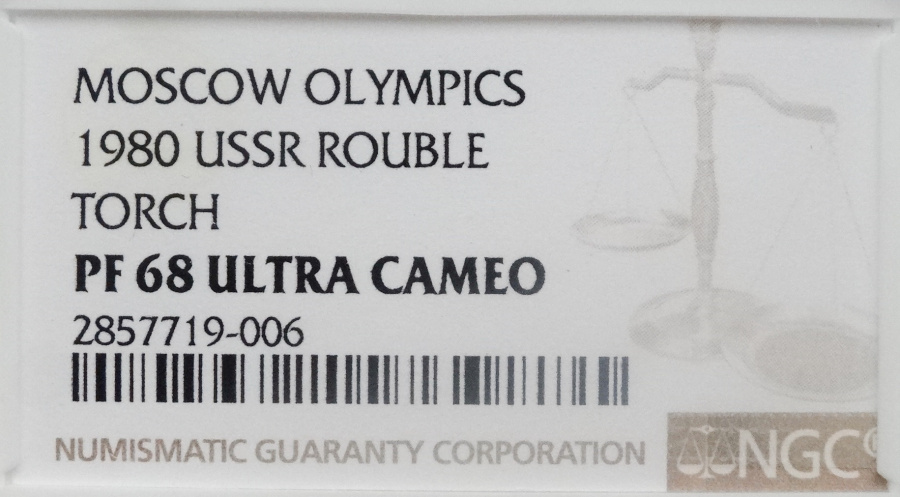 MOSCOW OLYMPICS
1980 USSR ROUBLE
TORCH
PF 68 ULTRA CAMEO
2857719-006
NUMISMATIC GUARANTY CORPORATION
NGC